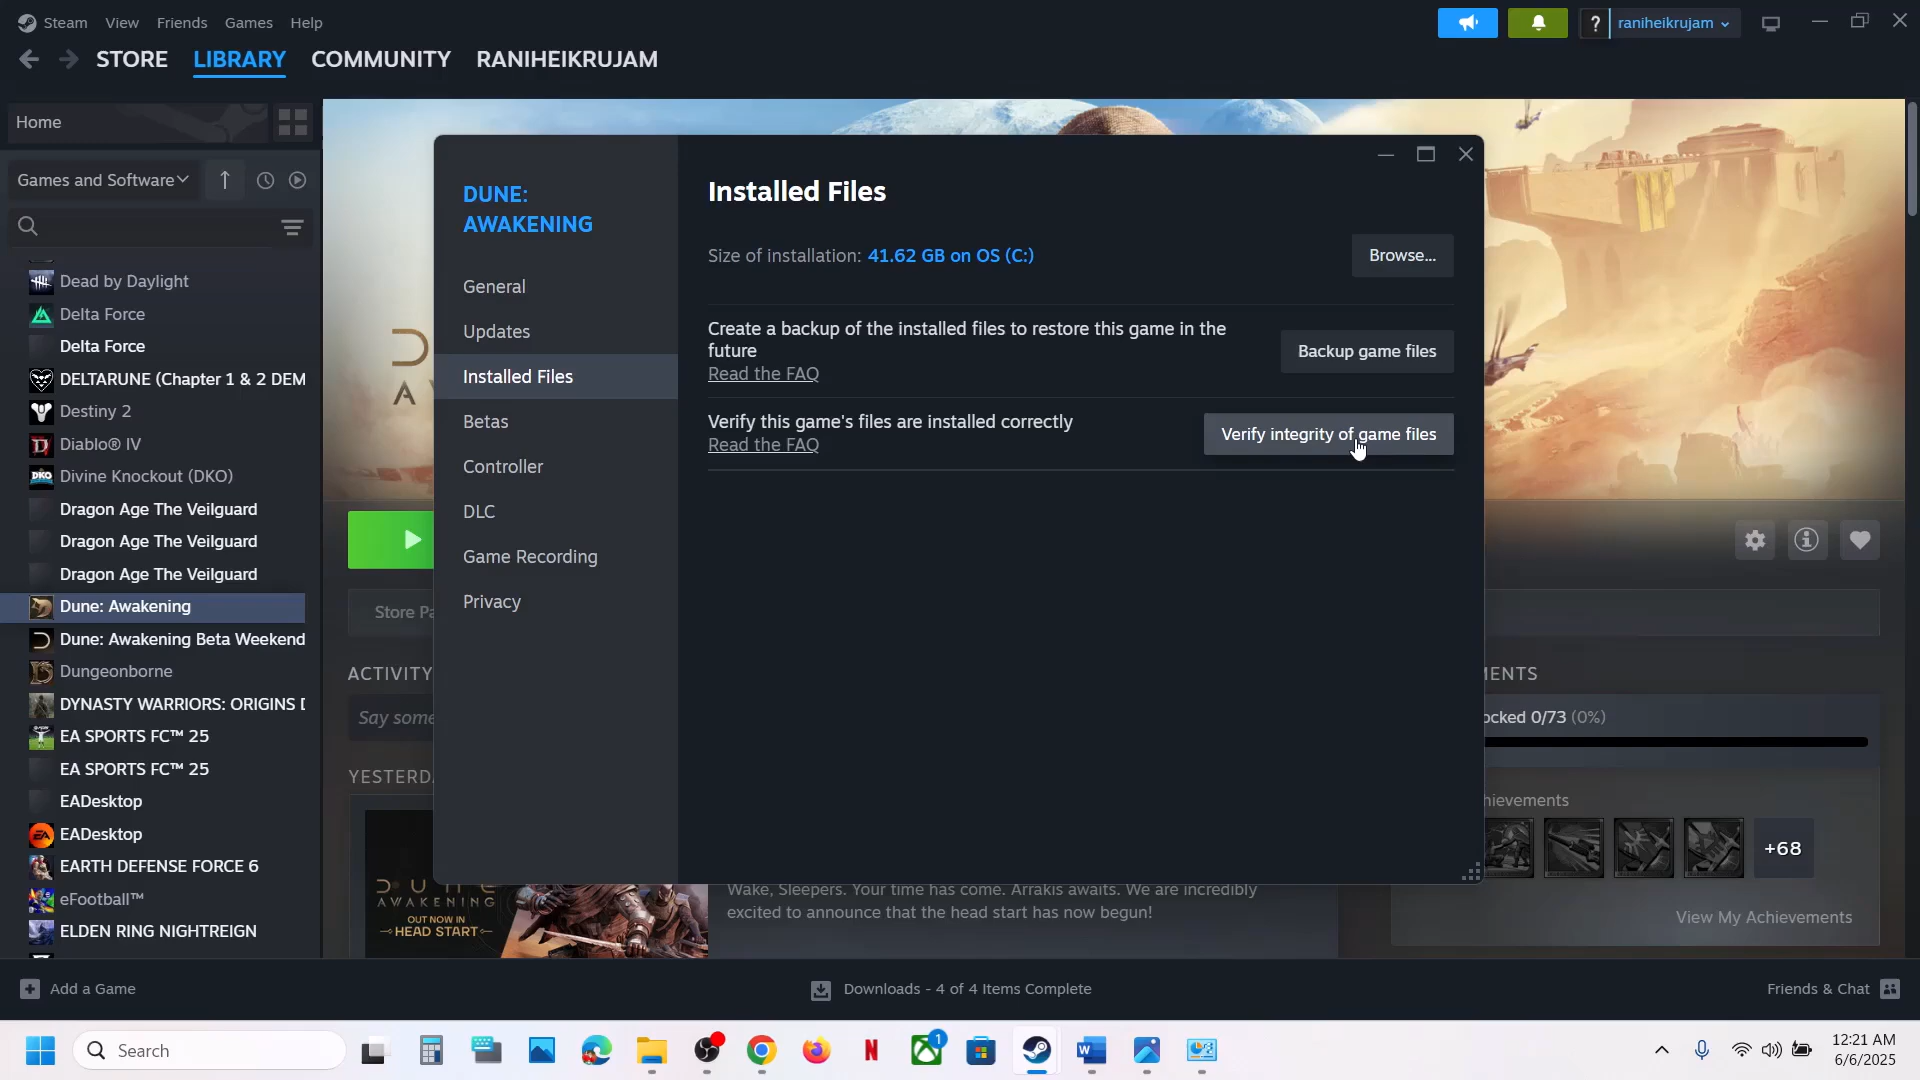 Steam View Friends Games Help
? raniheikrujam
STORE LIBRARY COMMUNITY RANIHEIKRUJAM
Home
Games and Software
Dead by Daylight
Delta Force
Delta Force
DELTARUNE (Chapter 1 & 2 DEM
Destiny 2
Diablo® IV
Divine Knockout (DKO)
Dragon Age The Veilguard
Dragon Age The Veilguard
Dragon Age The Veilguard
Dune: Awakening
Dune: Awakening Beta Weekend
Dungeonborne
DYNASTY WARRIORS: ORIGINS D
EA SPORTS FC™ 25
EA SPORTS FC™ 25
EADesktop
EADesktop
EARTH DEFENSE FORCE 6
eFootball™
ELDEN RING NIGHTREIGN
DUNE:
AWAKENING
General
Updates
Installed Files
Betas
Controller
DLC
Game Recording
Privacy
Installed Files
Size of installation: 41.62 GB on OS (C:)
Browse...
Create a backup of the installed files to restore this game in the
future
Read the FAQ
Backup game files
Verify this game's files are installed correctly
Read the FAQ
Verify integrity of game files
Store Pa
ACTIVITY
Say some
YESTERD
DUNE
AWAKENING
OUT NOW IN
HEAD START
Wake, Sleepers. Your time has come. Arrakis awaits. We are incredibly
excited to announce that the head start has now begun!
MENTS
ocked 0/73 (0%)
hievements
+68
View My Achievements
Add a Game
Downloads - 4 of 4 Items Complete
Friends & Chat
Search
1
12:21 AM
6/6/2025